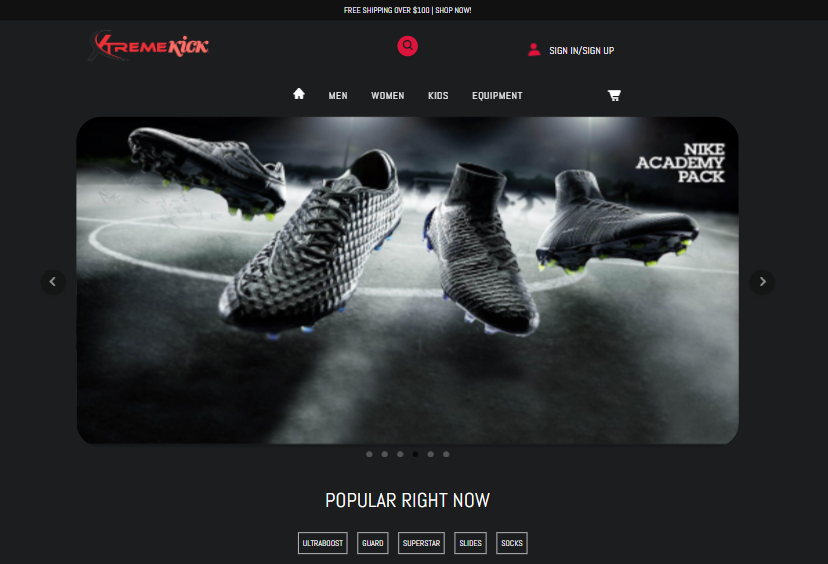 FREE SHIPPING OVER $100 | SHOP NOW!
XTREMEKICK
SIGN IN/SIGN UP
MEN WOMEN KIDS EQUIPMENT
NIKE
ACADEMY
PACK
POPULAR RIGHT NOW
ULTRABOOST GUARD SUPERSTAR SLIDES SOCKS